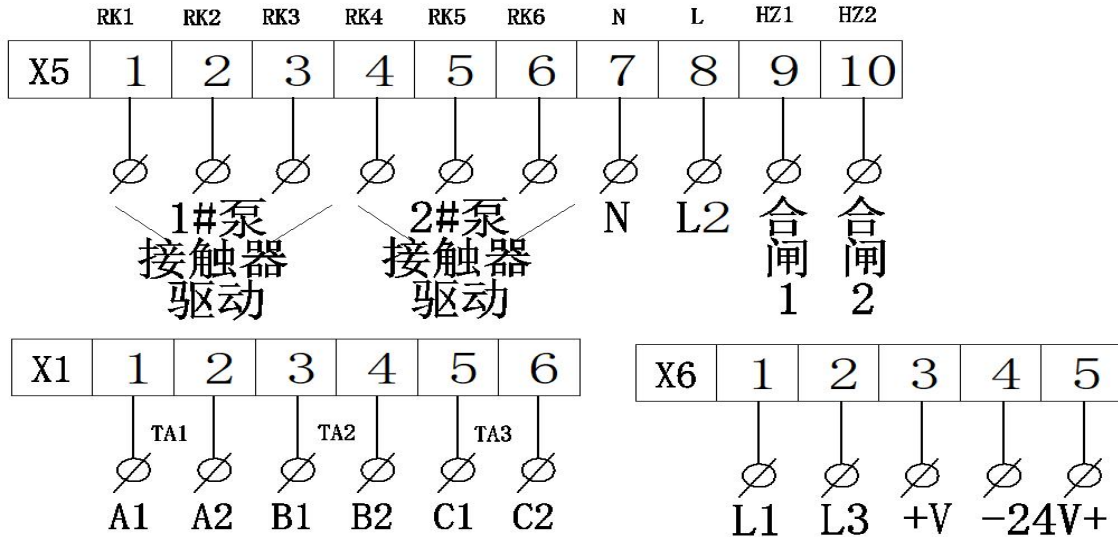 RK1 RK2 RK3 RK4 RK5 RK6 N L HZ1 HZ2
X5 1 2 3 4 5 6 7 8 9 10
1#泵
接触器
驱动
2#泵
接触器
驱动
N
L2
合
闸
1
合
闸
2
X1 1 2 3 4 5 6
TA1 TA2 TA3
A1 A2 B1 B2 C1 C2
X6 1 2 3 4 5
L1 L3 +V -24V+